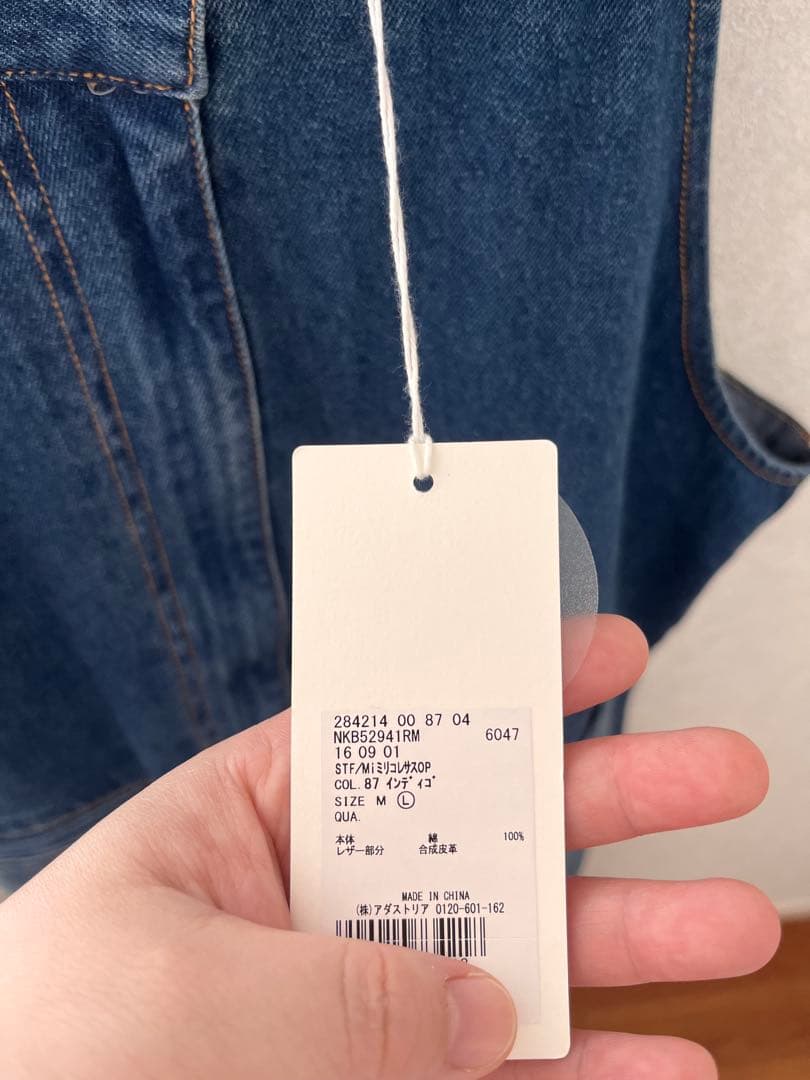 284214 00 87 04
NKB52941RM 6047
16 09 01
STF/Miミリコレサス0P
COL.87 インディゴ
SIZE M Ⓛ
QUA.
本体 綿 100%
レザー部分 合成皮革
MADE IN CHINA
(株)アダストリア 0120-601-162